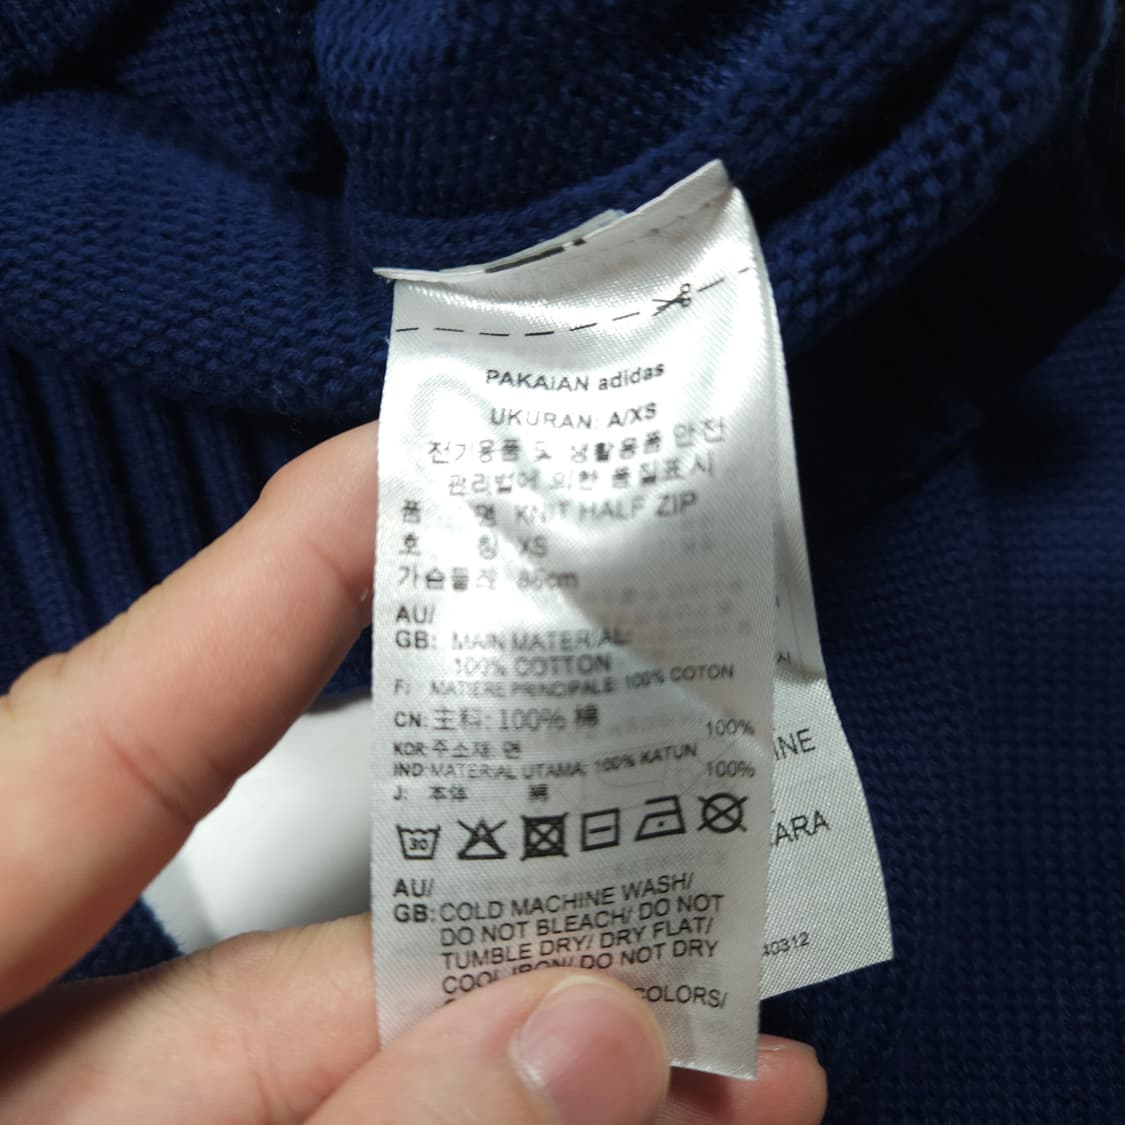 PAKAIAN adidas
UKURAN: A/XS
전기용품 및 생활용품 안전
관리법에 의한 품질표시
품 명 KNIT HALF ZIP
호 칭 XS
가슴둘레 86cm
AU/
GB: MAIN MATERIAL:
100% COTTON
F: MATIERE PRINCIPALE: 100% COTON
CN: 主料: 100% 棉
KOR: 주소재: 면 100%
IND: MATERIAL UTAMA: 100% KATUN
J: 本体 綿 100%
30
AU/
GB: COLD MACHINE WASH/
DO NOT BLEACH/ DO NOT
TUMBLE DRY/ DRY FLAT/
COOL IRON/ DO NOT DRY
COLORS/
INE
ARA
40312